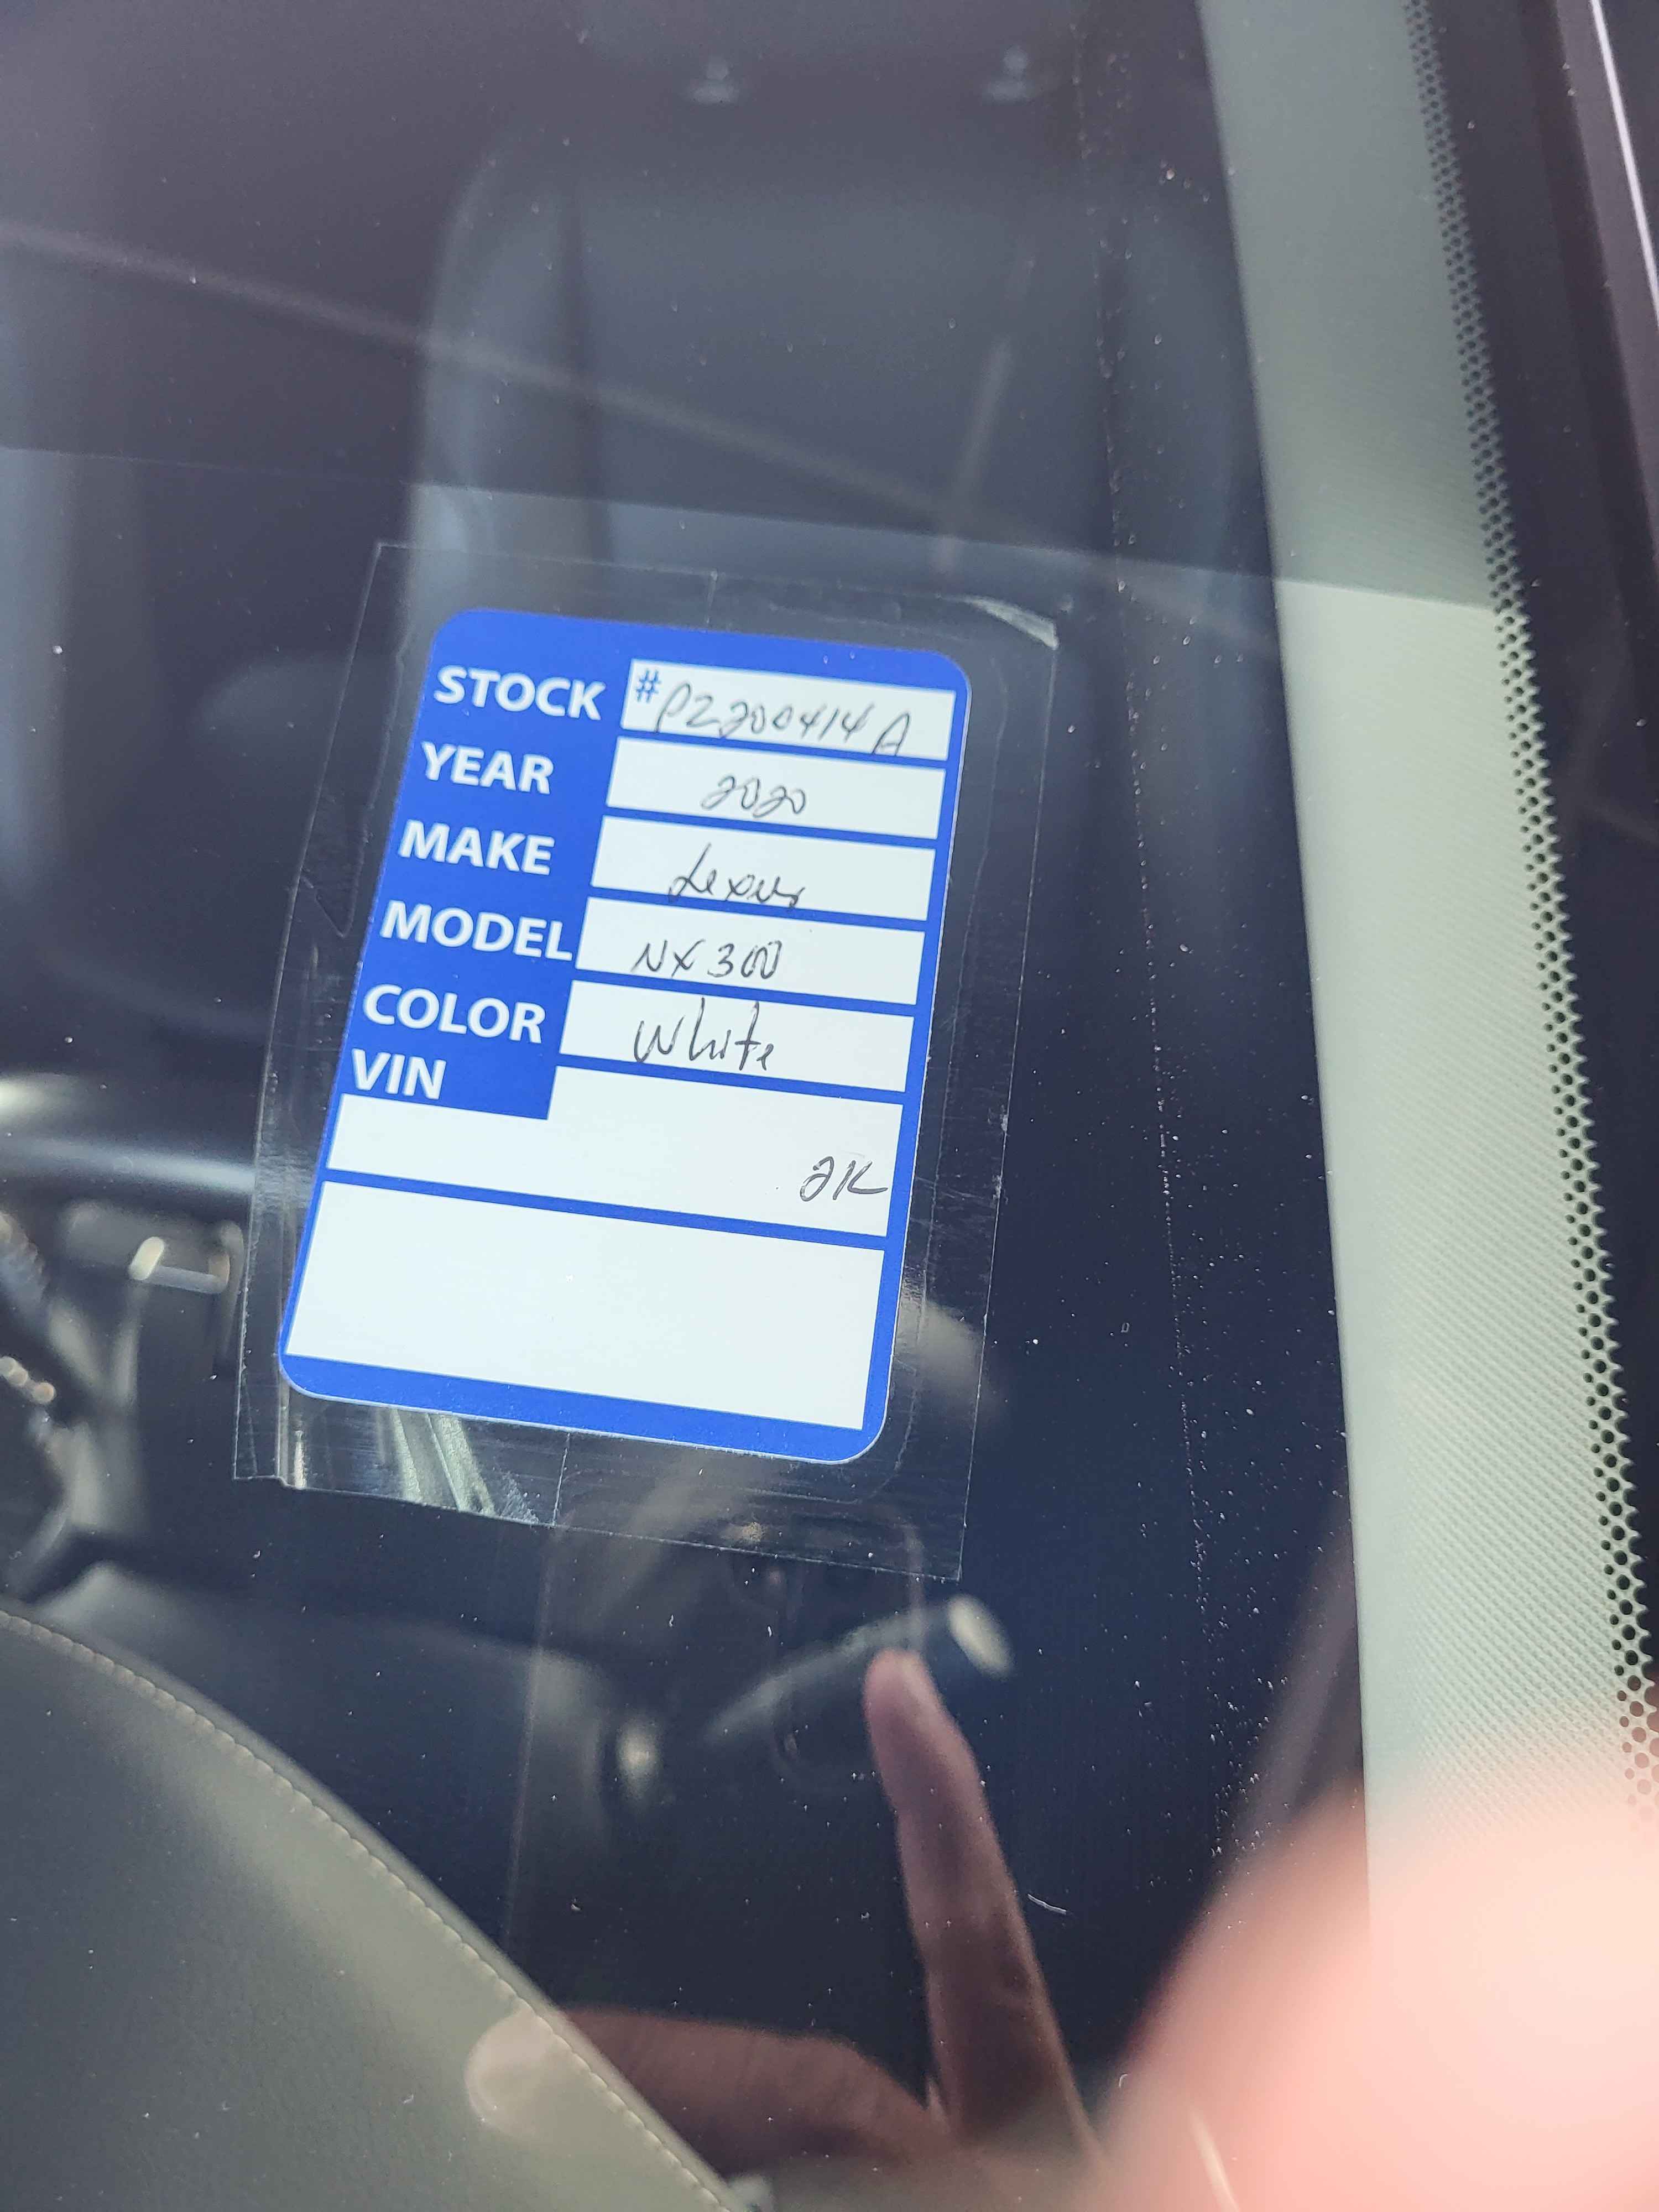 STOCK # P2200414A
YEAR 2020
MAKE Lexus
MODEL NX300
COLOR White
VIN
2K